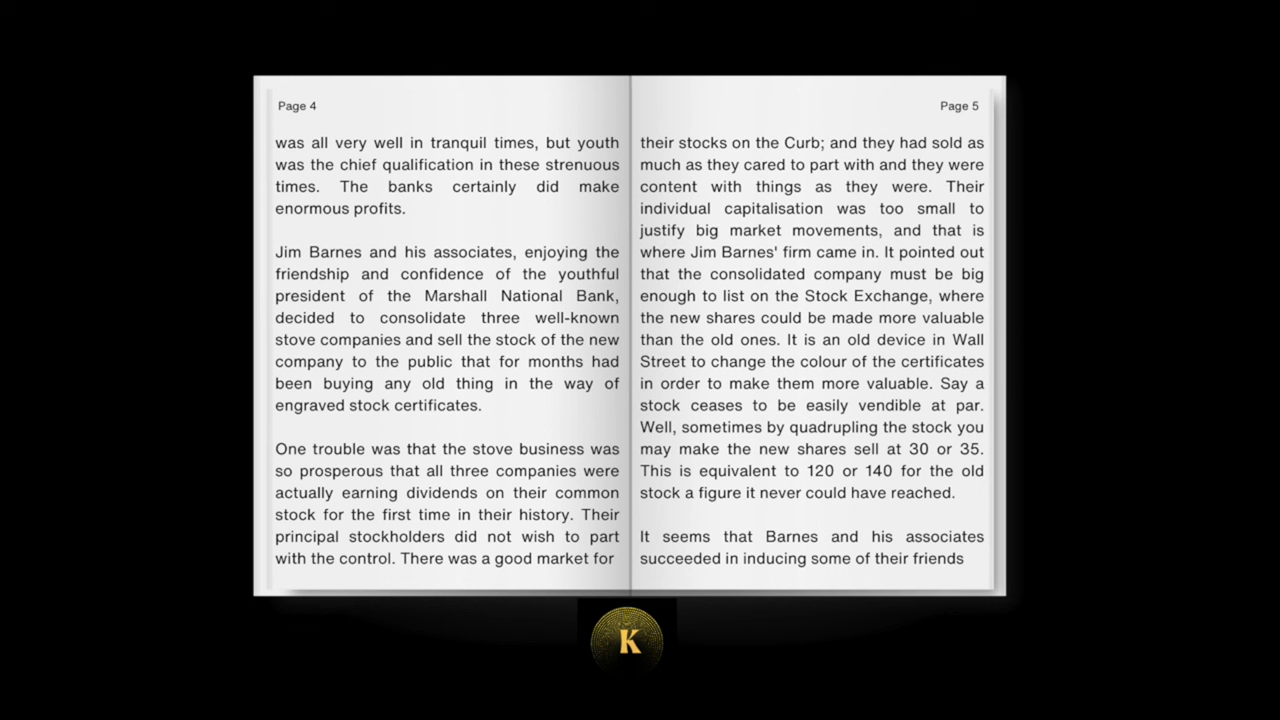 Page 4
was all very well in tranquil times, but youth
was the chief qualification in these strenuous
times. The banks certainly did make
enormous profits.
Jim Barnes and his associates, enjoying the
friendship and confidence of the youthful
president of the Marshall National Bank,
decided to consolidate three well-known
stove companies and sell the stock of the new
company to the public that for months had
been buying any old thing in the way of
engraved stock certificates.
One trouble was that the stove business was
so prosperous that all three companies were
actually earning dividends on their common
stock for the first time in their history. Their
principal stockholders did not wish to part
with the control. There was a good market for
Page 5
their stocks on the Curb; and they had sold as
much as they cared to part with and they were
content with things as they were. Their
individual capitalisation was too small to
justify big market movements, and that is
where Jim Barnes' firm came in. It pointed out
that the consolidated company must be big
enough to list on the Stock Exchange, where
the new shares could be made more valuable
than the old ones. It is an old device in Wall
Street to change the colour of the certificates
in order to make them more valuable. Say a
stock ceases to be easily vendible at par.
Well, sometimes by quadrupling the stock you
may make the new shares sell at 30 or 35.
This is equivalent to 120 or 140 for the old
stock a figure it never could have reached.
It seems that Barnes and his associates
succeeded in inducing some of their friends
K